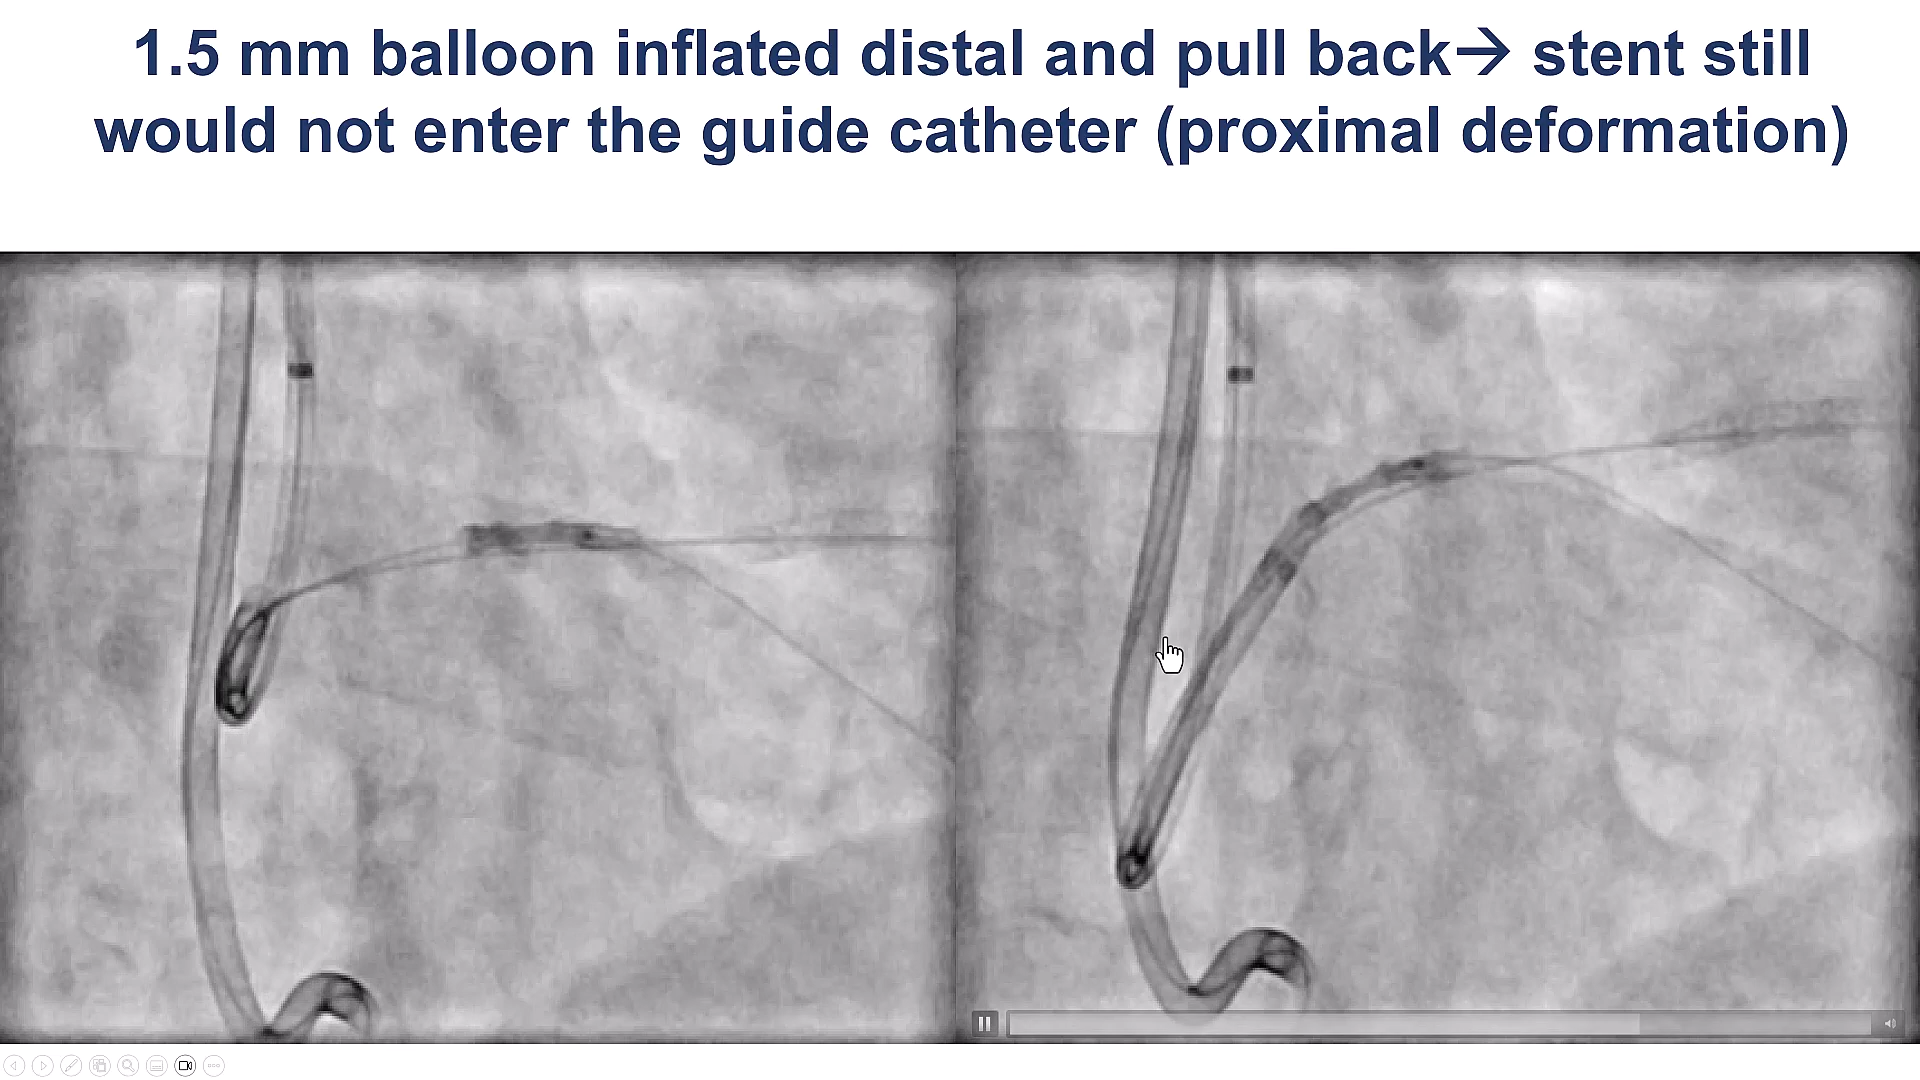 1.5 mm balloon inflated distal and pull back→ stent still
would not enter the guide catheter (proximal deformation)